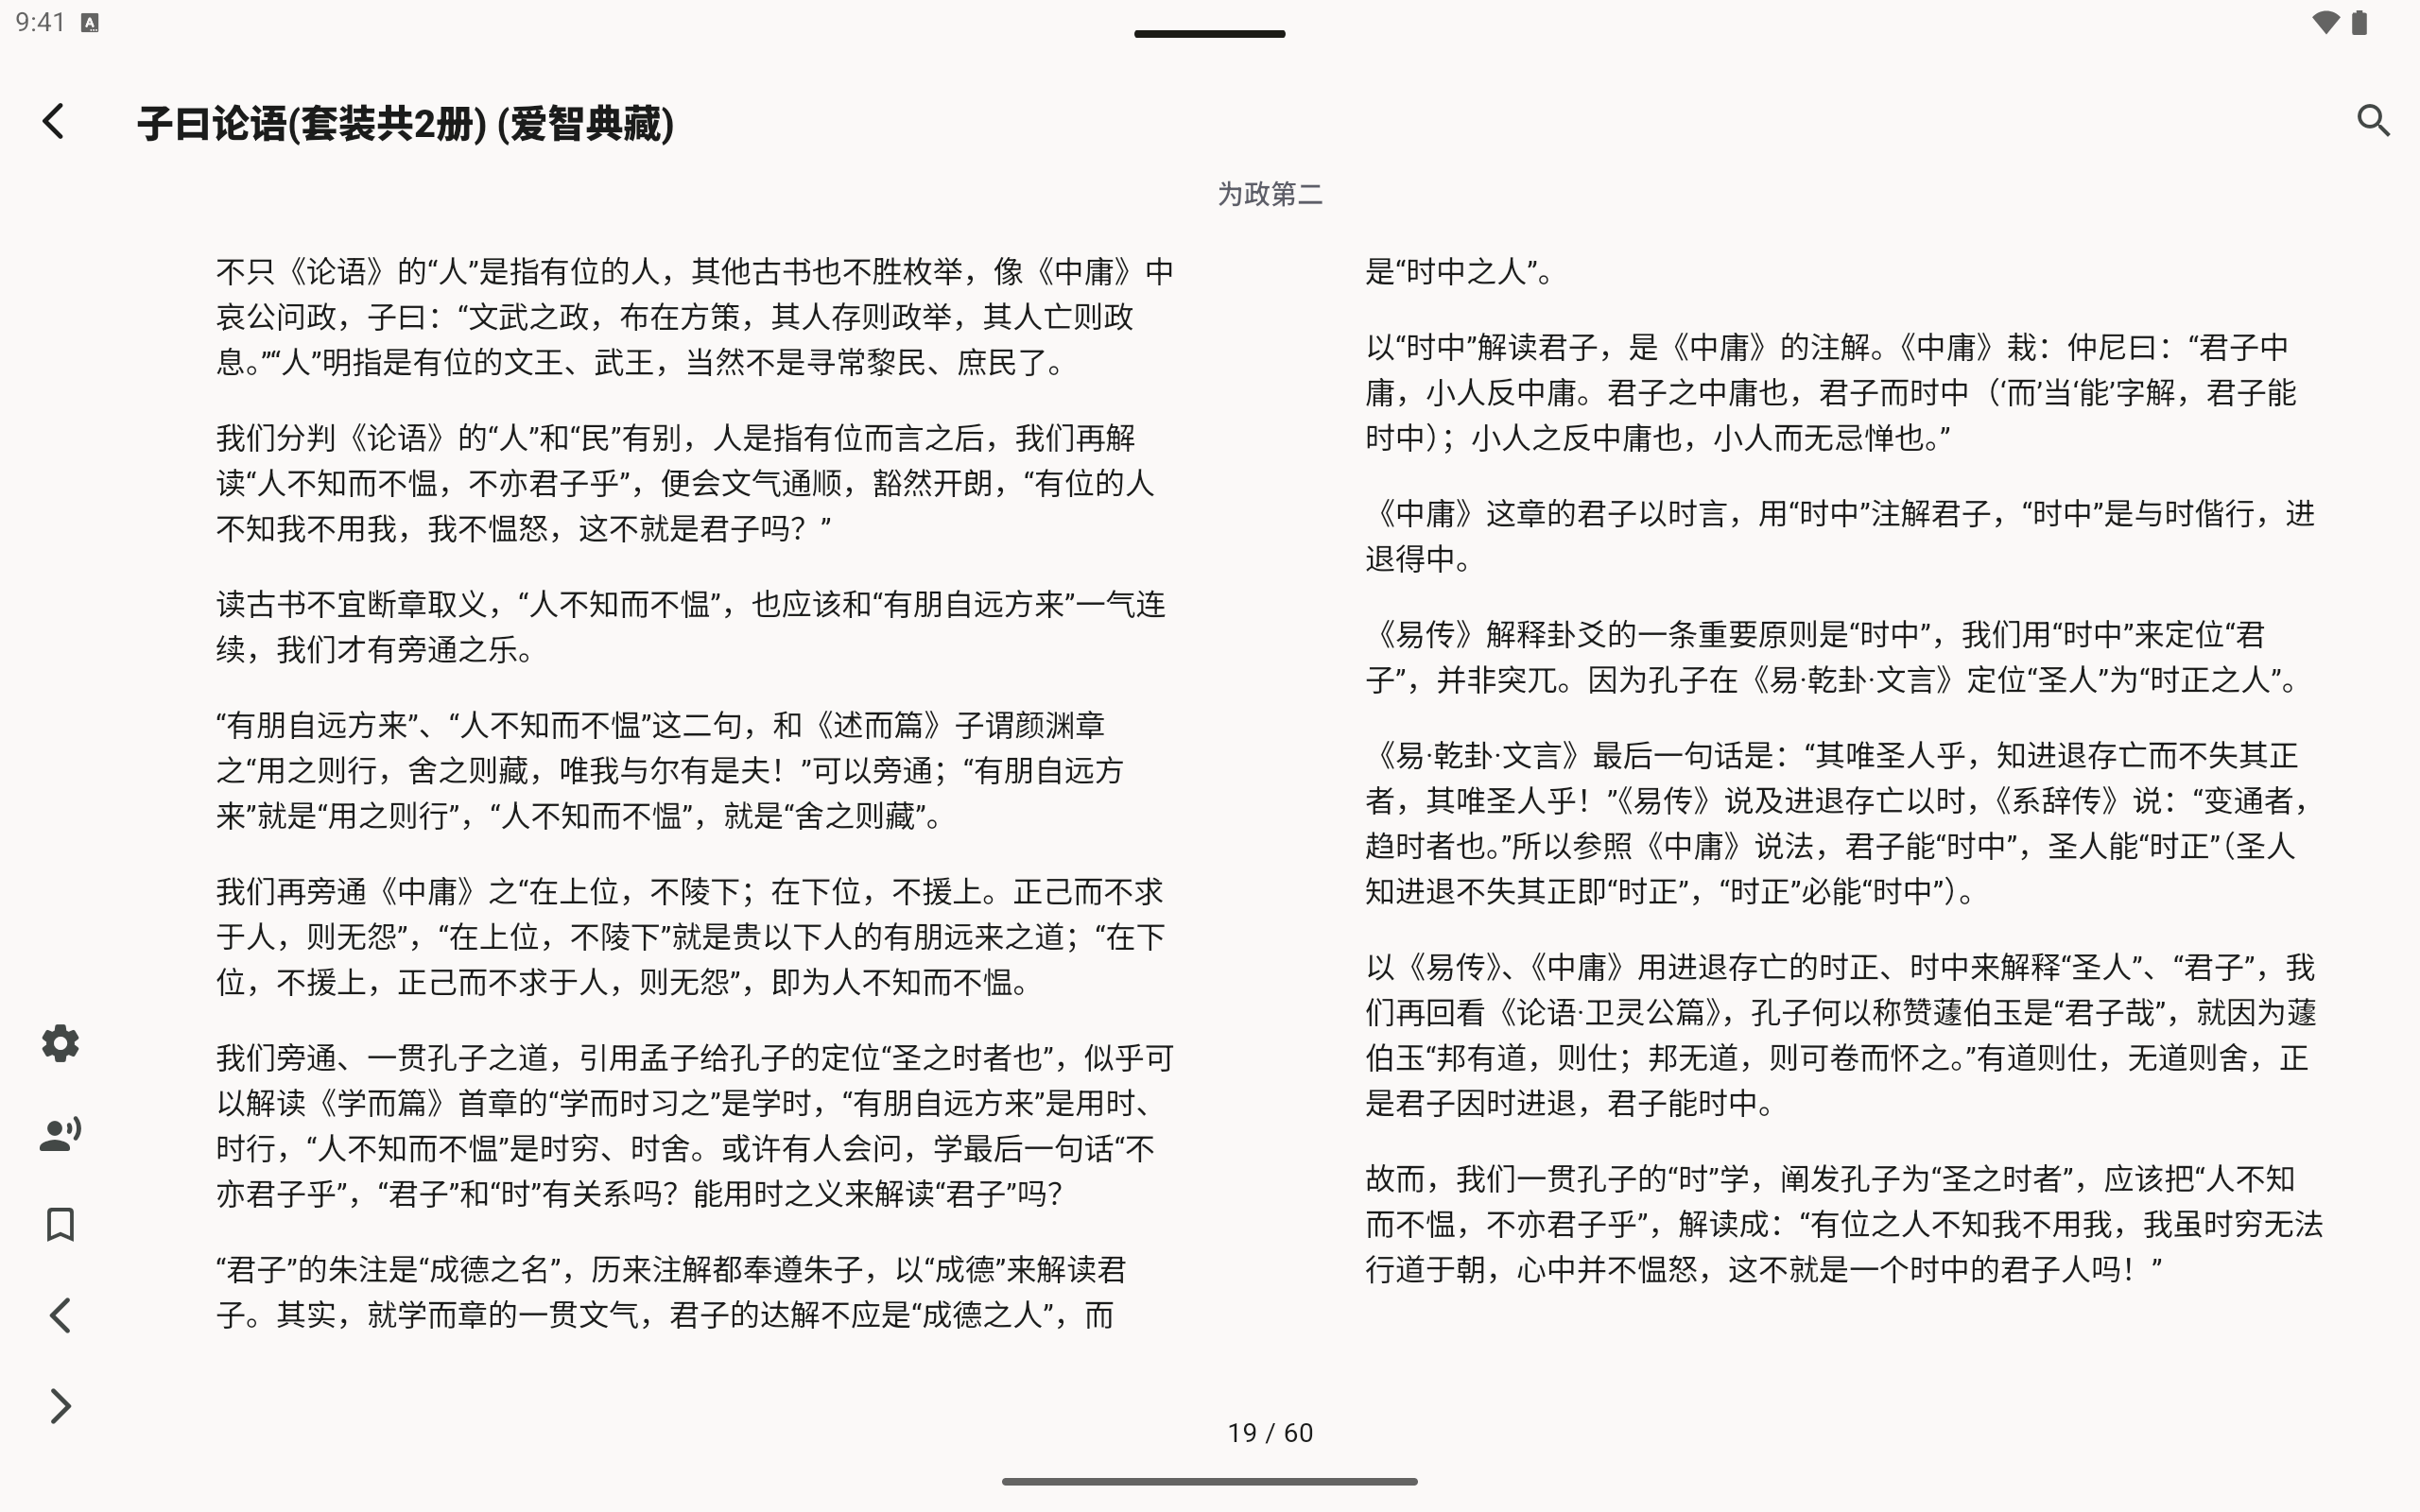 9:41
子曰论语(套装共2册) (爱智典藏)
为政第二
不只《论语》的“人”是指有位的人，其他古书也不胜枚举，像《中庸》中
哀公问政，子曰：“文武之政，布在方策，其人存则政举，其人亡则政
息。”“人”明指是有位的文王、武王，当然不是寻常黎民、庶民了。
我们分判《论语》的“人”和“民”有别，人是指有位而言之后，我们再解
读“人不知而不愠，不亦君子乎”，便会文气通顺，豁然开朗，“有位的人
不知我不用我，我不愠怒，这不就是君子吗？”
读古书不宜断章取义，“人不知而不愠”，也应该和“有朋自远方来”一气连
续，我们才有旁通之乐。
“有朋自远方来”、“人不知而不愠”这二句，和《述而篇》子谓颜渊章
之“用之则行，舍之则藏，唯我与尔有是夫！”可以旁通；“有朋自远方
来”就是“用之则行”，“人不知而不愠”，就是“舍之则藏”。
我们再旁通《中庸》之“在上位，不陵下；在下位，不援上。正己而不求
于人，则无怨”，“在上位，不陵下”就是贵以下人的有朋远来之道；“在下
位，不援上，正己而不求于人，则无怨”，即为人不知而不愠。
我们旁通、一贯孔子之道，引用孟子给孔子的定位“圣之时者也”，似乎可
以解读《学而篇》首章的“学而时习之”是学时，“有朋自远方来”是用时、
时行，“人不知而不愠”是时穷、时舍。或许有人会问，学最后一句话“不
亦君子乎”，“君子”和“时”有关系吗？能用时之义来解读“君子”吗？
“君子”的朱注是“成德之名”，历来注解都奉遵朱子，以“成德”来解读君
子。其实，就学而章的一贯文气，君子的达解不应是“成德之人”，而
是“时中之人”。
以“时中”解读君子，是《中庸》的注解。《中庸》栽：仲尼曰：“君子中
庸，小人反中庸。君子之中庸也，君子而时中（‘而’当‘能’字解，君子能
时中）；小人之反中庸也，小人而无忌惮也。”
《中庸》这章的君子以时言，用“时中”注解君子，“时中”是与时偕行，进
退得中。
《易传》解释卦爻的一条重要原则是“时中”，我们用“时中”来定位“君
子”，并非突兀。因为孔子在《易·乾卦·文言》定位“圣人”为“时正之人”。
《易·乾卦·文言》最后一句话是：“其唯圣人乎，知进退存亡而不失其正
者，其唯圣人乎！”《易传》说及进退存亡以时，《系辞传》说：“变通者，
趋时者也。”所以参照《中庸》说法，君子能“时中”，圣人能“时正”（圣人
知进退不失其正即“时正”，“时正”必能“时中”）。
以《易传》、《中庸》用进退存亡的时正、时中来解释“圣人”、“君子”，我
们再回看《论语·卫灵公篇》，孔子何以称赞蘧伯玉是“君子哉”，就因为蘧
伯玉“邦有道，则仕；邦无道，则可卷而怀之。”有道则仕，无道则舍，正
是君子因时进退，君子能时中。
故而，我们一贯孔子的“时”学，阐发孔子为“圣之时者”，应该把“人不知
而不愠，不亦君子乎”，解读成：“有位之人不知我不用我，我虽时穷无法
行道于朝，心中并不愠怒，这不就是一个时中的君子人吗！”
19 / 60